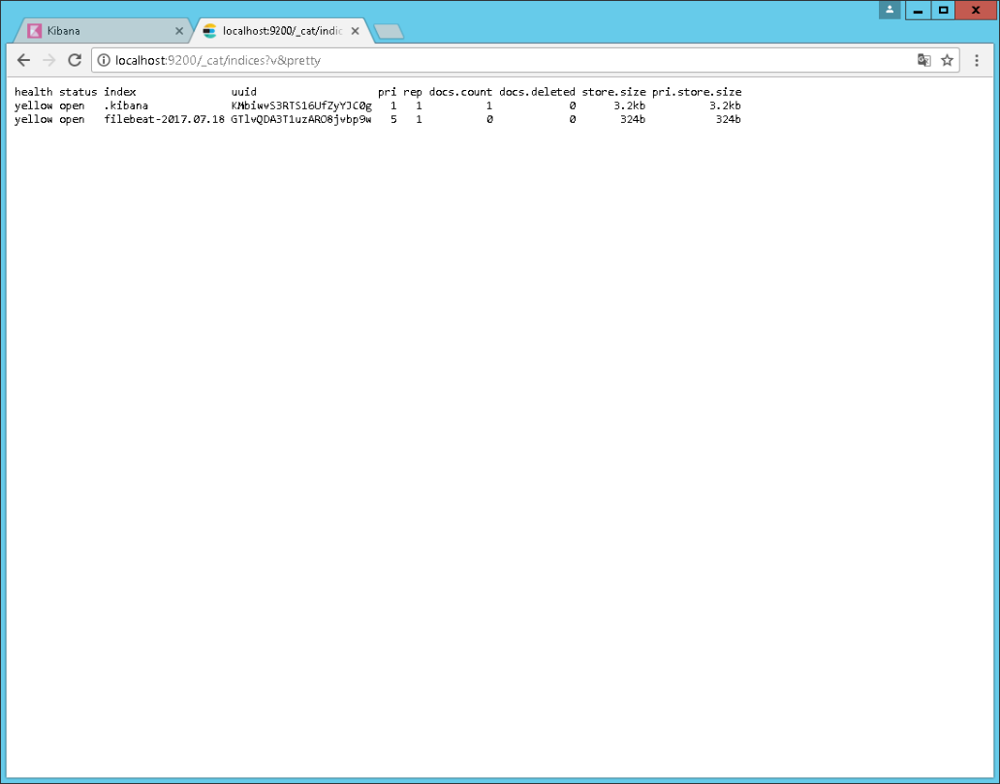 Kibana
localhost:9200/_cat/indic
localhost:9200/_cat/indices?v&pretty
health status index uuid pri rep docs.count docs.deleted store.size pri.store.size
yellow open .kibana KMbiwvS3RTS16UfZyYJC0g 1 1 1 0 3.2kb 3.2kb
yellow open filebeat-2017.07.18 GTlvQDA3T1uzARO8jvbp9w 5 1 0 0 324b 324b